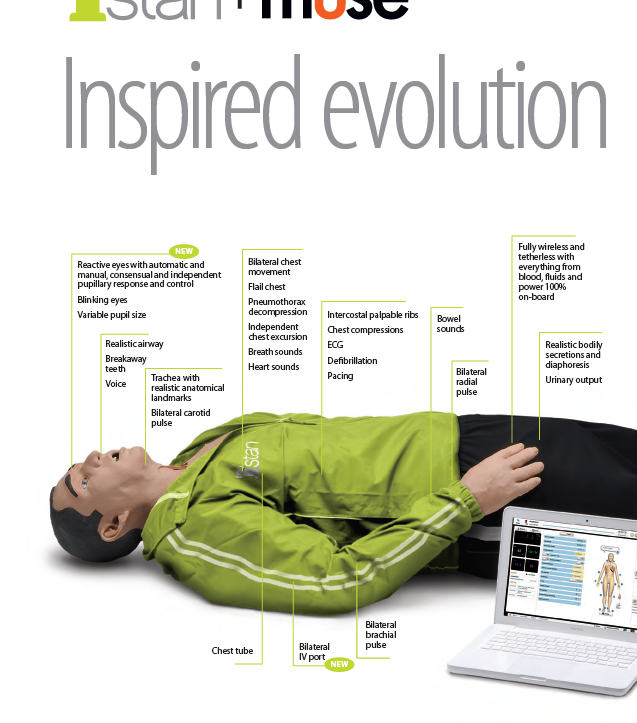 istan + muse
Inspired evolution
NEW
Reactive eyes with automatic and
manual, consensual and independent
pupillary response and control
Blinking eyes
Variable pupil size
Realistic airway
Breakaway
teeth
Voice
Trachea with
realistic anatomical
landmarks
Bilateral carotid
pulse
Bilateral chest
movement
Flail chest
Pneumothorax
decompression
Independent
chest excursion
Breath sounds
Heart sounds
Intercostal palpable ribs
Chest compressions
ECG
Defibrillation
Pacing
Bowel
sounds
Bilateral
radial
pulse
Fully wireless and
tetherless with
everything from
blood, fluids and
power 100%
on-board
Realistic bodily
secretions and
diaphoresis
Urinary output
istan
Chest tube
Bilateral
IV port
NEW
Bilateral
brachial
pulse